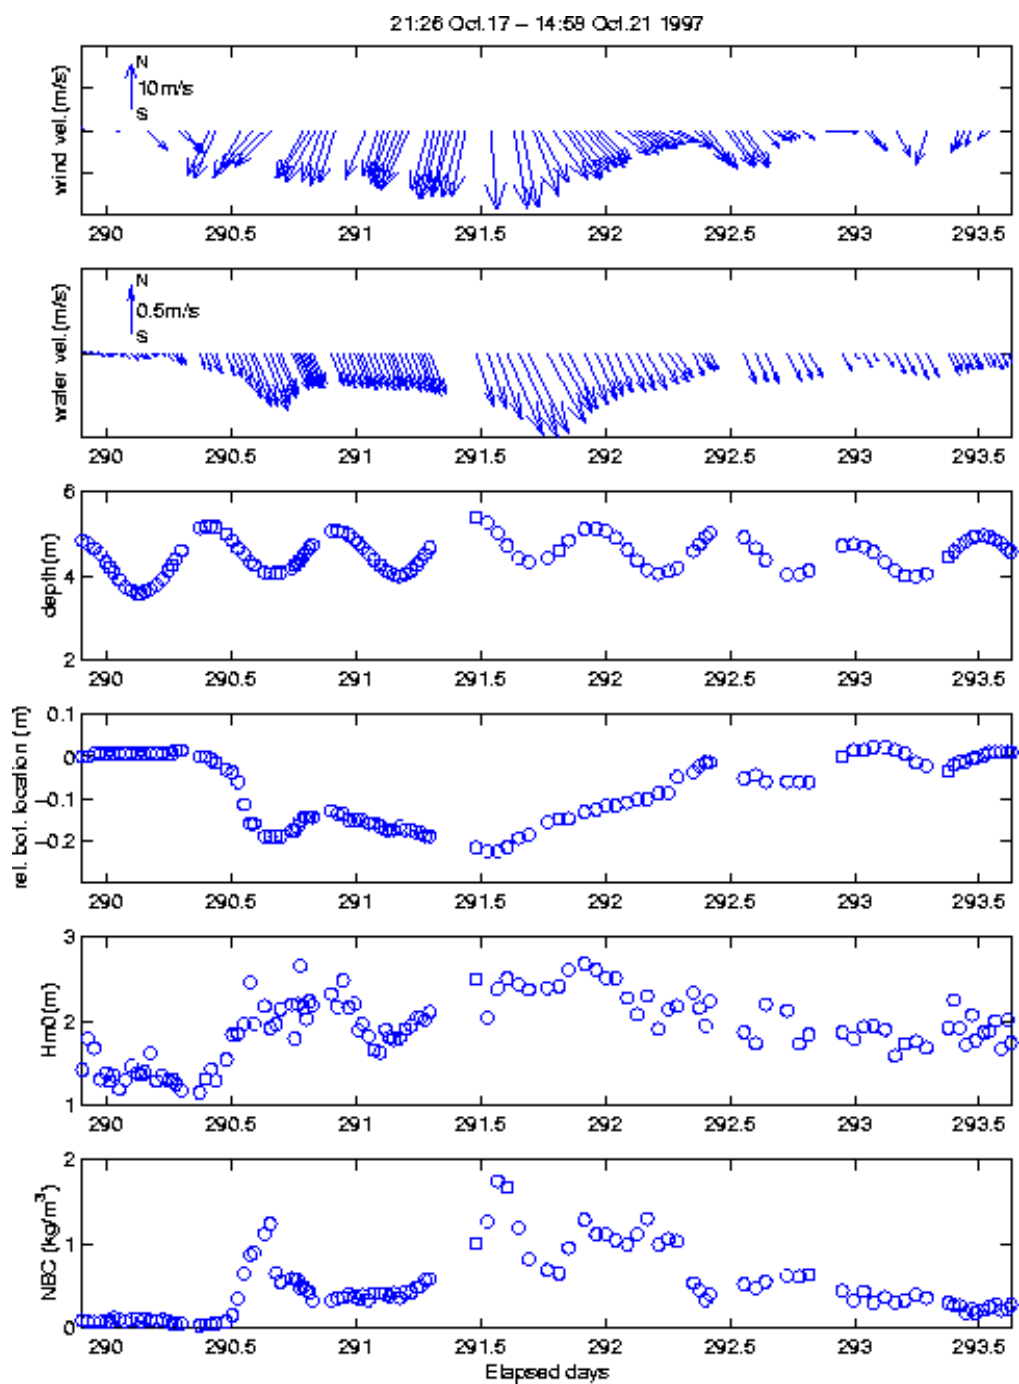 21:26 Oct.17 – 14:58 Oct.21 1997
wind vel.(m/s)
N
10m/s
S
290 290.5 291 291.5 292 292.5 293 293.5
water vel.(m/s)
N
0.5m/s
S
290 290.5 291 291.5 292 292.5 293 293.5
depth(m)
6
4
2
290 290.5 291 291.5 292 292.5 293 293.5
rel. bot. location (m)
0.1
0
−0.1
−0.2
290 290.5 291 291.5 292 292.5 293 293.5
Hm0(m)
3
2
1
290 290.5 291 291.5 292 292.5 293 293.5
NBC (kg/m³)
2
1
0
290 290.5 291 291.5 292 292.5 293 293.5
Elapsed days